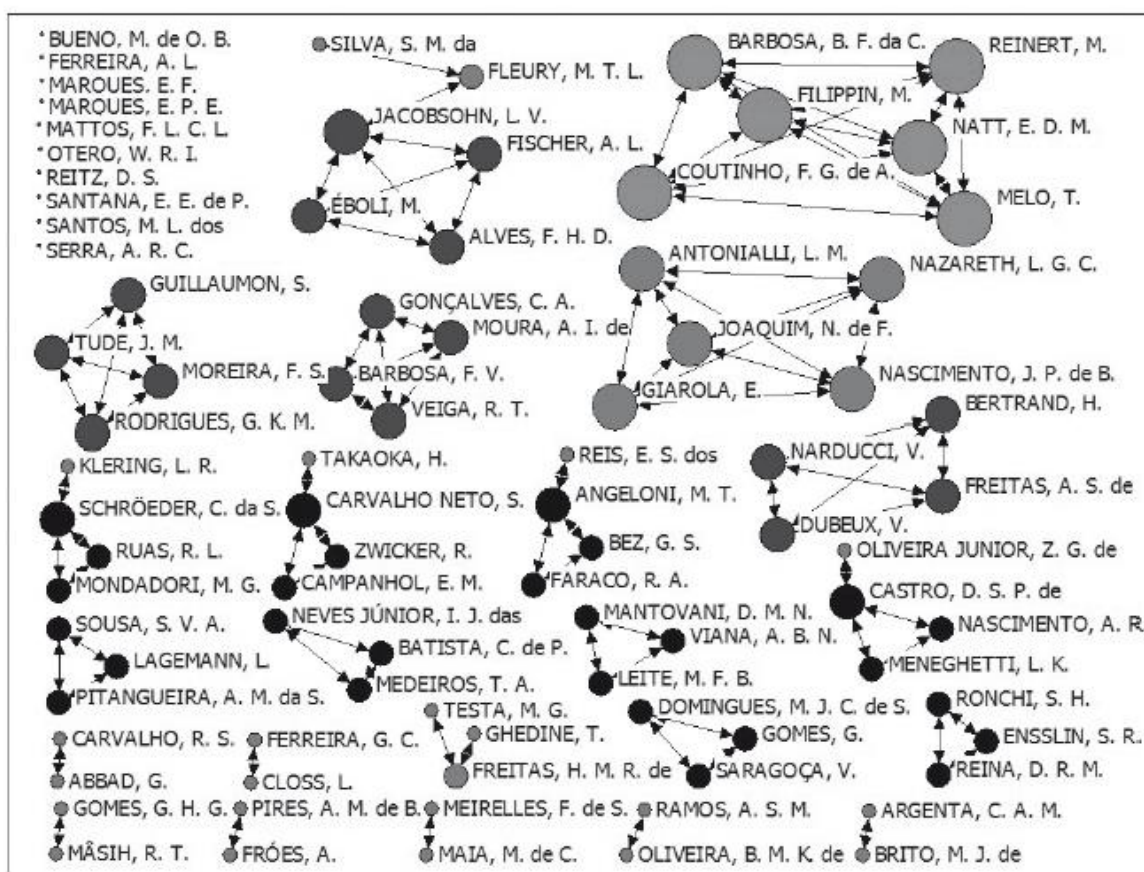 BUENO, M. de O. B.
FERREIRA, A. L.
MARQUES, E. F.
MARQUES, E. P. E.
MATTOS, F. L. C. L.
OTERO, W. R. I.
REITZ, D. S.
SANTANA, E. E. de P.
SANTOS, M. L. dos
SERRA, A. R. C.
SILVA, S. M. da
FLEURY, M. T. L.
JACOBSOHN, L. V.
FISCHER, A. L.
ÉBOLI, M.
ALVES, F. H. D.
BARBOSA, B. F. da C.
REINERT, M.
FILIPPIN, M.
NATT, E. D. M.
COUTINHO, F. G. de A.
MELO, T.
GUILLAUMON, S.
TUDE, J. M.
MOREIRA, F. S.
RODRIGUES, G. K. M.
GONÇALVES, C. A.
MOURA, A. I. de
BARBOSA, F. V.
VEIGA, R. T.
ANTONIALLI, L. M.
NAZARETH, L. G. C.
JOAQUIM, N. de F.
GIAROLA, E.
NASCIMENTO, J. P. de B.
BERTRAND, H.
NARDUCCI, V.
FREITAS, A. S. de
DUBEUX, V.
KLERING, L. R.
SCHRÖEDER, C. da S.
RUAS, R. L.
MONDADORI, M. G.
TAKAOKA, H.
CARVALHO NETO, S.
ZWICKER, R.
CAMPANHOL, E. M.
REIS, E. S. dos
ANGELONI, M. T.
BEZ, G. S.
FARACO, R. A.
OLIVEIRA JUNIOR, Z. G. de
CASTRO, D. S. P. de
NASCIMENTO, A. R.
MENEGHETTI, L. K.
SOUSA, S. V. A.
LAGEMANN, L.
PITANGUEIRA, A. M. da S.
NEVES JÚNIOR, I. J. das
BATISTA, C. de P.
MEDEIROS, T. A.
MANTOVANI, D. M. N.
VIANA, A. B. N.
LEITE, M. F. B.
CARVALHO, R. S.
ABBAD, G.
FERREIRA, G. C.
CLOSS, L.
TESTA, M. G.
GHEDINE, T.
FREITAS, H. M. R. de
DOMINGUES, M. J. C. de S.
GOMES, G.
SARAGOÇA, V.
RONCHI, S. H.
ENSSLIN, S. R.
REINA, D. R. M.
GOMES, G. H. G.
MÂSIH, R. T.
PIRES, A. M. de B.
FRÓES, A.
MEIRELLES, F. de S.
MAIA, M. de C.
RAMOS, A. S. M.
OLIVEIRA, B. M. K. de
ARGENTA, C. A. M.
BRITO, M. J. de